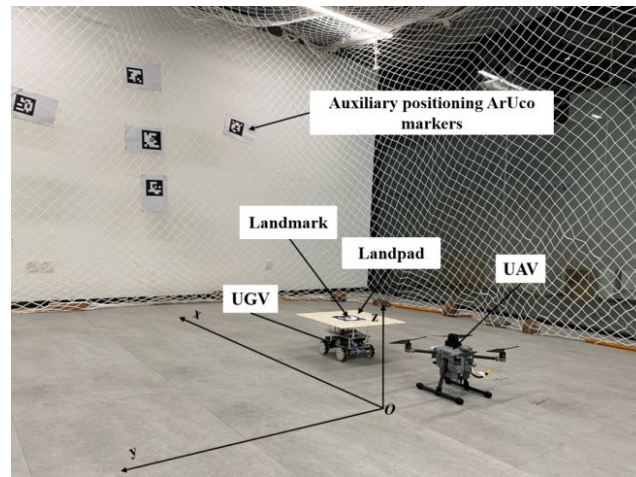 Auxiliary positioning ArUco
markers
Landmark
Landpad
UAV
UGV
x
z
O
y